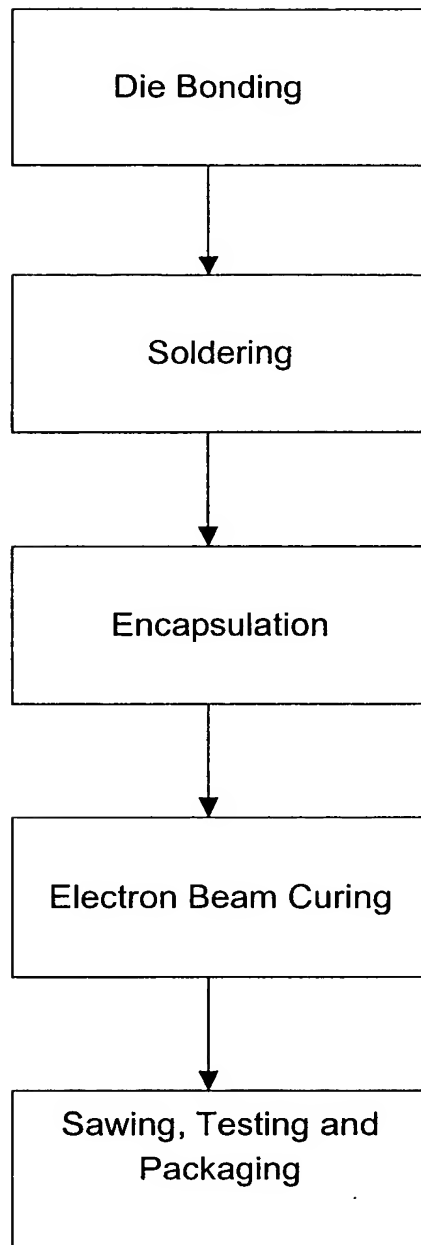 Die Bonding
Soldering
Encapsulation
Electron Beam Curing
Sawing, Testing and
Packaging